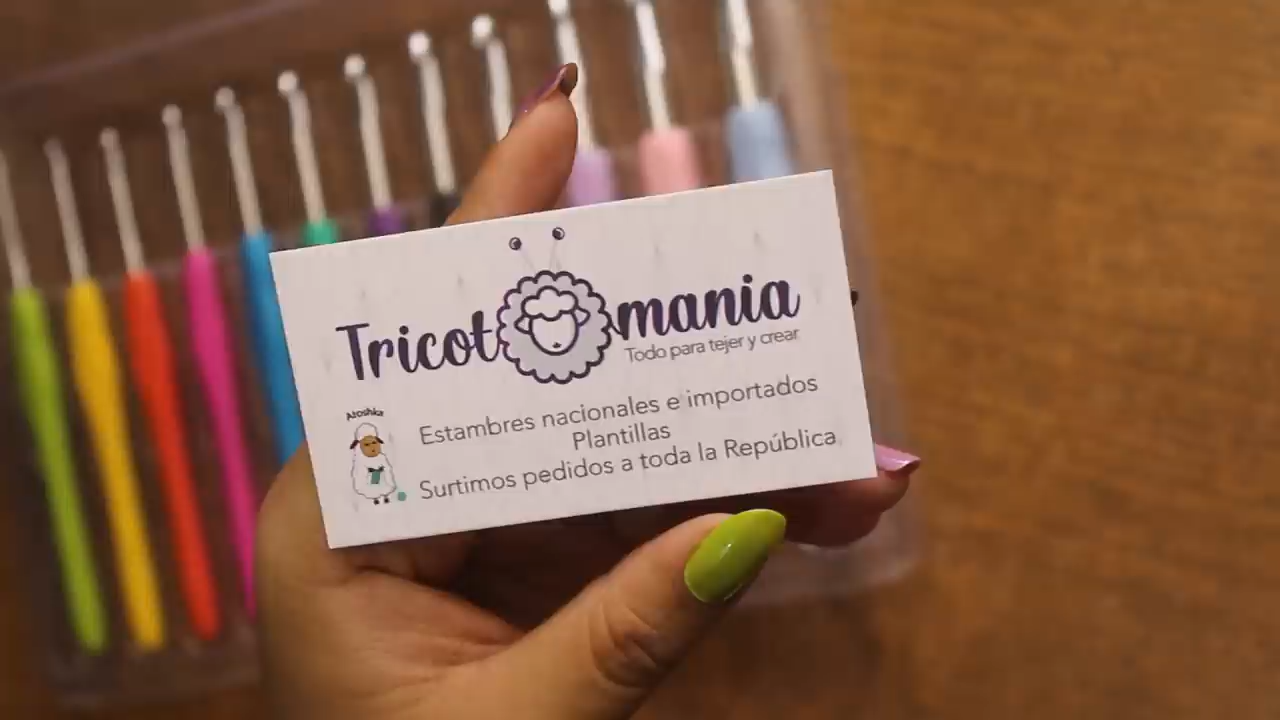 Tricot mania
Todo para tejer y crear
Atoshka
Estambres nacionales e importados
Plantillas
Surtimos pedidos a toda la República